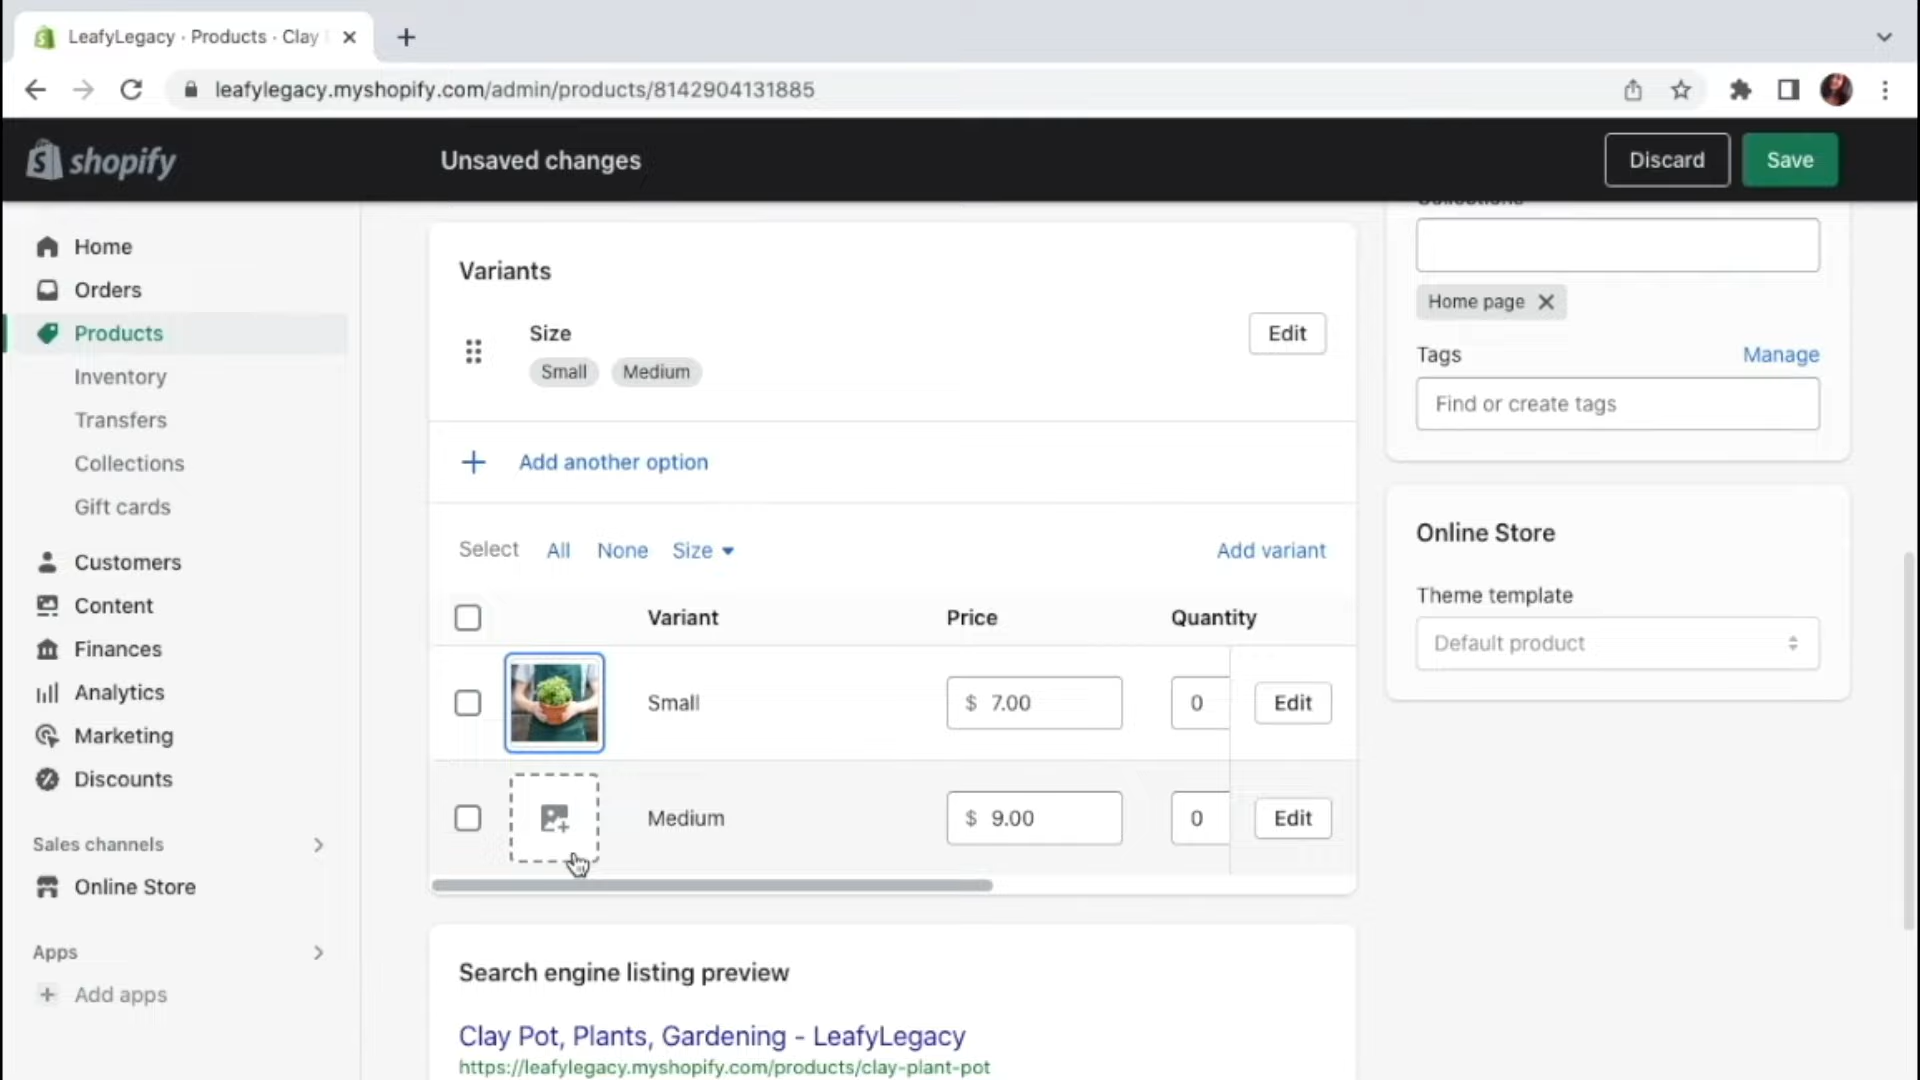 LeafyLegacy · Products · Clay
leafylegacy.myshopify.com/admin/products/8142904131885
shopify
Unsaved changes
Discard
Save
Home
Orders
Products
Inventory
Transfers
Collections
Gift cards
Customers
Content
Finances
Analytics
Marketing
Discounts
Sales channels
Online Store
Apps
Add apps
Variants
Size
Edit
Small Medium
Add another option
Select All None Size
Add variant
Variant Price Quantity
Small $ 7.00 0 Edit
Medium $ 9.00 0 Edit
Search engine listing preview
Clay Pot, Plants, Gardening - LeafyLegacy
https://leafylegacy.myshopify.com/products/clay-plant-pot
Collections
Home page
Tags Manage
Find or create tags
Online Store
Theme template
Default product